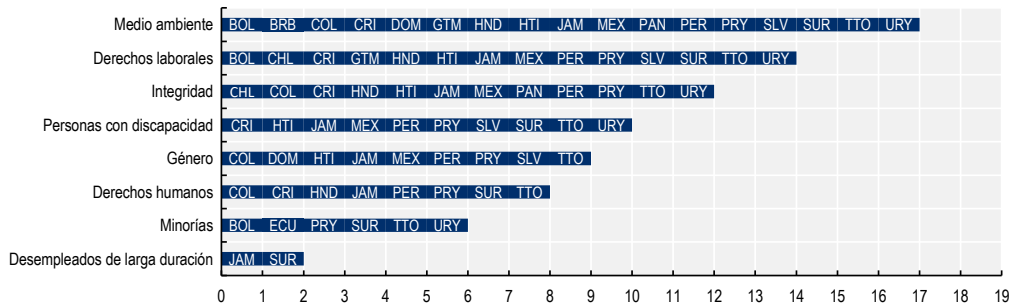 Medio ambiente BOL BRB COL CRI DOM GTM HND HTI JAM MEX PAN PER PRY SLV SUR TTO URY
Derechos laborales BOL CHL CRI GTM HND HTI JAM MEX PER PRY SLV SUR TTO URY
Integridad CHL COL CRI HND HTI JAM MEX PAN PER PRY TTO URY
Personas con discapacidad CRI HTI JAM MEX PER PRY SLV SUR TTO URY
Género COL DOM HTI JAM MEX PER PRY SLV TTO
Derechos humanos COL CRI HND JAM PER PRY SUR TTO
Minorías BOL ECU PRY SUR TTO URY
Desempleados de larga duración JAM SUR
0 1 2 3 4 5 6 7 8 9 10 11 12 13 14 15 16 17 18 19